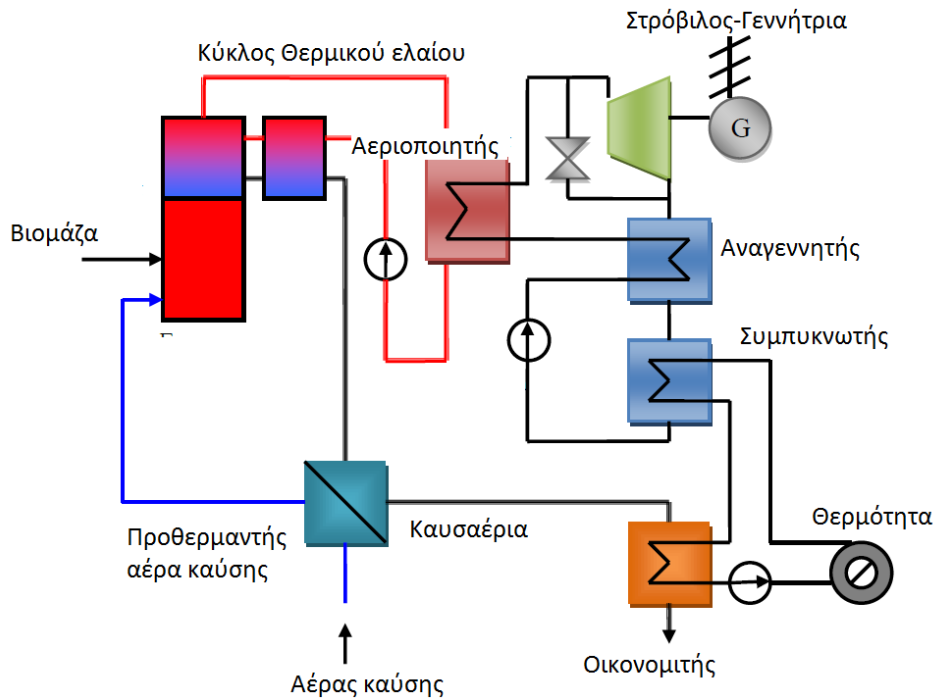 Στρόβιλος-Γεννήτρια
Κύκλος Θερμικού ελαίου
G
Αεριοποιητής
Βιομάζα
Αναγεννητής
Συμπυκνωτής
Θερμότητα
Προθερμαντής
αέρα καύσης
Καυσαέρια
Οικονομιτής
Αέρας καύσης